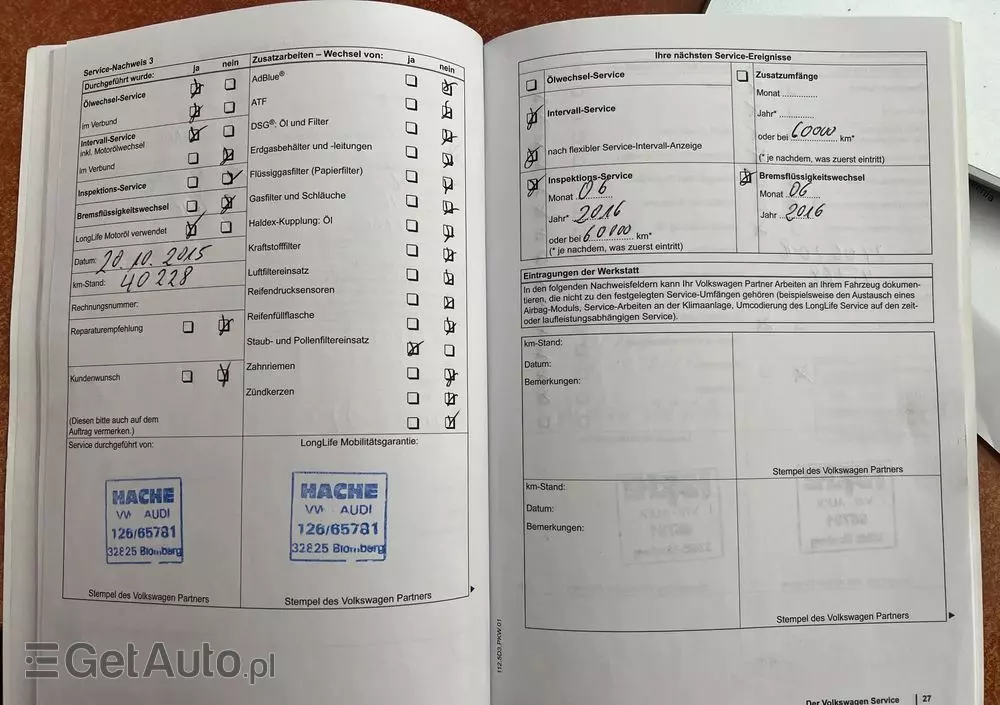 Service-Nachweis 3
Durchgeführt wurde: ja nein
Ölwechsel-Service
im Verbund
Intervall-Service
inkl. Motorölwechsel
im Verbund
Inspektions-Service
Bremsflüssigkeitswechsel
LongLife Motoröl verwendet
Datum: 20.10.2015
km-Stand: 40228
Rechnungsnummer:
Reparaturempfehlung
Kundenwunsch
(Diesen bitte auch auf dem
Auftrag vermerken.)
Zusatzarbeiten – Wechsel von: ja nein
AdBlue®
ATF
DSG®: Öl und Filter
Erdgasbehälter und -leitungen
Flüssiggasfilter (Papierfilter)
Gasfilter und Schläuche
Haldex-Kupplung: Öl
Kraftstofffilter
Luftfiltereinsatz
Reifendrucksensoren
Reifenfüllflasche
Staub- und Pollenfiltereinsatz
Zahnriemen
Zündkerzen
Service durchgeführt von:
HACHE
VW AUDI
126/65781
32825 Blomberg
Stempel des Volkswagen Partners
LongLife Mobilitätsgarantie:
HACHE
VW AUDI
126/65781
32825 Blomberg
Stempel des Volkswagen Partners
Ihre nächsten Service-Ereignisse
Ölwechsel-Service
Intervall-Service
nach flexibler Service-Intervall-Anzeige
Zusatzumfänge
Monat ..............
Jahr* ..............
oder bei 60000 km*
(* je nachdem, was zuerst eintritt)
Inspektions-Service
Monat 06
Jahr* 2016
oder bei 60000 km*
(* je nachdem, was zuerst eintritt)
Bremsflüssigkeitswechsel
Monat 06
Jahr 2016
Eintragungen der Werkstatt
In den folgenden Nachweisfeldern kann Ihr Volkswagen Partner Arbeiten an Ihrem Fahrzeug dokumen-
tieren, die nicht zu den festgelegten Service-Umfängen gehören (beispielsweise den Austausch eines
Airbag-Moduls, Service-Arbeiten an der Klimaanlage, Umcodierung des LongLife Service auf den zeit-
oder laufleistungsabhängigen Service).
km-Stand:
Datum:
Bemerkungen:
Stempel des Volkswagen Partners
km-Stand:
Datum:
Bemerkungen:
Stempel des Volkswagen Partners
112.5D3.PKW.01
Der Volkswagen Service | 27
GetAuto.pl